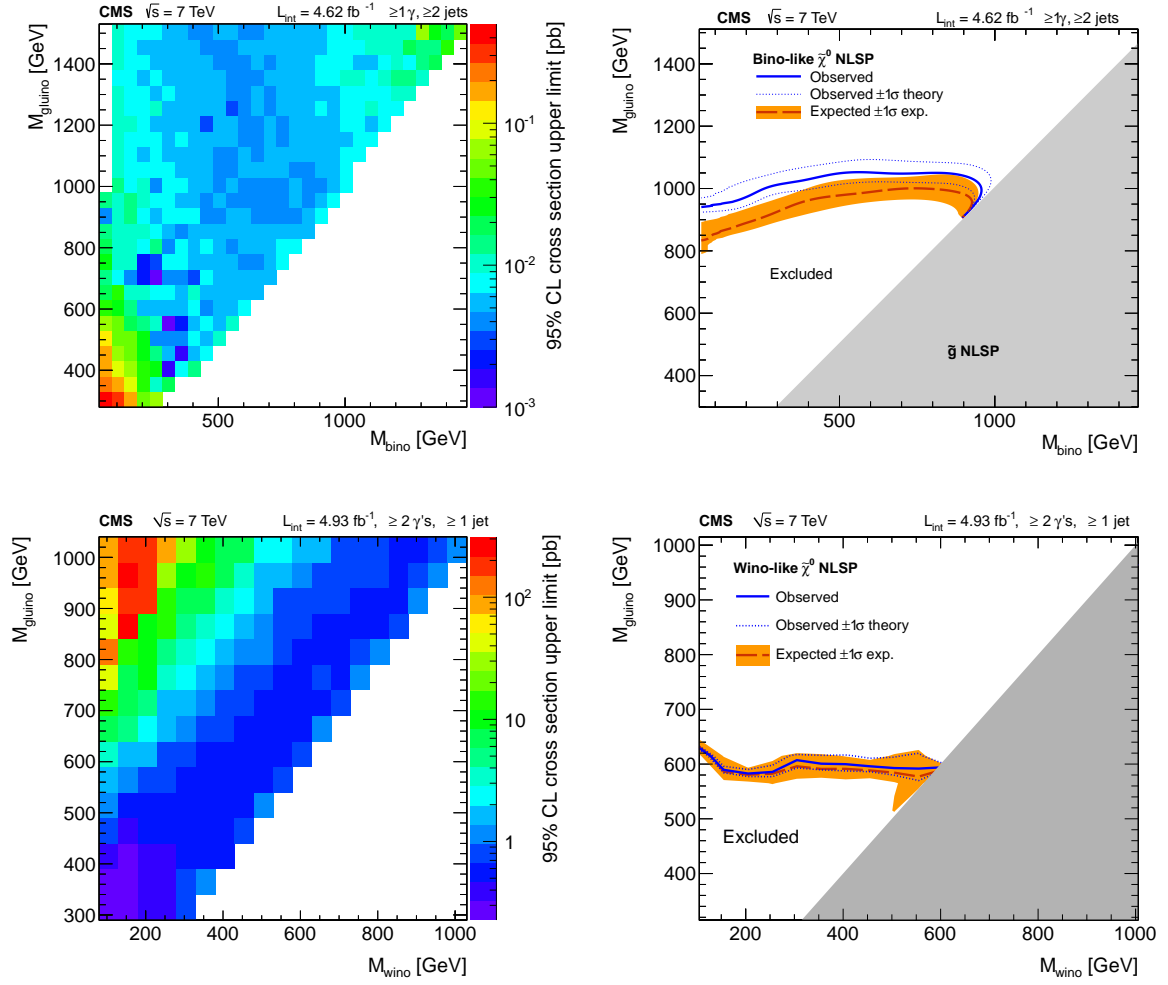 CMS √s = 7 TeV L_int = 4.62 fb⁻¹ ≥1γ, ≥2 jets
M_gluino [GeV]
1400
1200
1000
800
600
400
500
1000
M_bino [GeV]
10⁻¹
10⁻²
10⁻³
95% CL cross section upper limit [pb]
CMS √s = 7 TeV L_int = 4.62 fb⁻¹ ≥1γ, ≥2 jets
M_gluino [GeV]
Bino-like χ̃⁰ NLSP
Observed
Observed ±1σ theory
Expected ±1σ exp.
1400
1200
1000
800
600
400
Excluded
g̃ NLSP
500
1000
M_bino [GeV]
CMS √s = 7 TeV L_int = 4.93 fb⁻¹, ≥ 2 γ's, ≥ 1 jet
M_gluino [GeV]
1000
900
800
700
600
500
400
300
200
400
600
800
1000
M_wino [GeV]
10²
10
1
95% CL cross section upper limit [pb]
CMS √s = 7 TeV L_int = 4.93 fb⁻¹, ≥ 2 γ's, ≥ 1 jet
M_gluino [GeV]
Wino-like χ̃⁰ NLSP
Observed
Observed ±1σ theory
Expected ±1σ exp.
1000
900
800
700
600
500
400
Excluded
200
400
600
800
1000
M_wino [GeV]